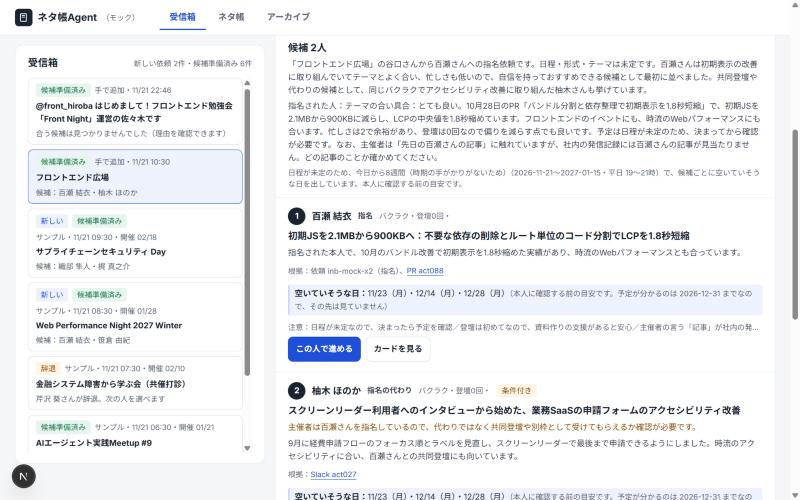 ネタ帳Agent （モック） 受信箱 ネタ帳 アーカイブ
受信箱 新しい依頼 2件・候補準備済み 6件
候補準備済み 手で追加・11/21 22:46
@front_hiroba はじめまして！フロントエンド勉強会
「Front Night」運営の佐々木です
合う候補は見つかりませんでした（理由を確認できます）
候補準備済み 手で追加・11/21 10:30
フロントエンド広場
候補：百瀬 結衣・柚木 ほのか
新しい 候補準備済み
サンプル・11/21 09:30・開催 02/18
サプライチェーンセキュリティ Day
候補：織部 隼人・梶 真之介
新しい 候補準備済み
サンプル・11/21 08:30・開催 01/28
Web Performance Night 2027 Winter
候補：百瀬 結衣・笹倉 由紀
辞退 サンプル・11/21 07:30・開催 02/10
金融システム障害から学ぶ会（共催打診）
芹沢 葵さんが辞退。次の人を選べます
候補準備済み サンプル・11/21 06:30・開催 01/21
AIエージェント実践Meetup #9
N
候補 2人
「フロントエンド広場」の谷口さんから百瀬さんへの指名依頼です。日程・形式・テーマは未定です。百瀬さんは初期表示の改善
に取り組んでいてテーマとよく合い、忙しさも低いので、自信を持っておすすめできる候補として最初に並べました。共同登壇や
代わりの候補として、同じバクラクでアクセシビリティ改善に取り組んだ柚木さんも挙げています。
指名された人：テーマの合い具合：とても良い。10月28日のPR「バンドル分割と依存整理で初期表示を1.8秒短縮」で、初期JSを
2.1MBから900KBに減らし、LCPの中央値を1.8秒縮めています。フロントエンドのイベントにも、時流のWebパフォーマンスにも
合います。忙しさは2で余裕があり、登壇は0回なので偏りを減らす点でも良いです。予定は日程が未定のため、決まってから確認
が必要です。なお、主催者は「先日の百瀬さんの記事」に触れていますが、社内の発信記録には百瀬さんの記事が見当たりませ
ん。どの記事のことか確かめてください。
日程が未定のため、今日から8週間（時期の手がかりがないため）（2026-11-21〜2027-01-15・平日 19〜21時）で、候補ごとに空いていそう
な日を出しています。本人に確認する前の目安です。
1 百瀬 結衣 指名 バクラク・登壇0回・
初期JSを2.1MBから900KBへ：不要な依存の削除とルート単位のコード分割でLCPを1.8秒短縮
指名された本人で、10月のバンドル改善で初期表示を1.8秒縮めた実績があり、時流のWebパフォーマンスとも合っています。
根拠：依頼 inb-mock-x2（指名）、PR act088
空いていそうな日：11/23（月）・12/14（月）・12/28（月）（本人に確認する前の目安です。予定が分かるのは 2026-12-31 までなの
で、その先は見ていません）
注意：日程が未定なので、決まったら予定を確認／登壇は初めてなので、資料作りの支援があると安心／主催者の言う「記事」が社内の発…
この人で進める カードを見る
2 柚木 ほのか 指名の代わり バクラク・登壇0回・ 条件付き
スクリーンリーダー利用者へのインタビューから始めた、業務SaaSの申請フォームのアクセシビリティ改善
主催者は百瀬さんを指名しているので、代わりではなく共同登壇や別枠として受けてもらえるか確認が必要です。
9月に経費申請フローのフォーカス順とラベルを見直し、スクリーンリーダーで最後まで申請できるようにしました。時流のアク
セシビリティに合い、百瀬さんとの共同登壇にも向いています。
根拠：Slack act027
空いていそうな日：11/23（月）・12/14（月）・12/28（月）（本人に確認する前の目安です。予定が分かるのは 2026-12-31 までなの